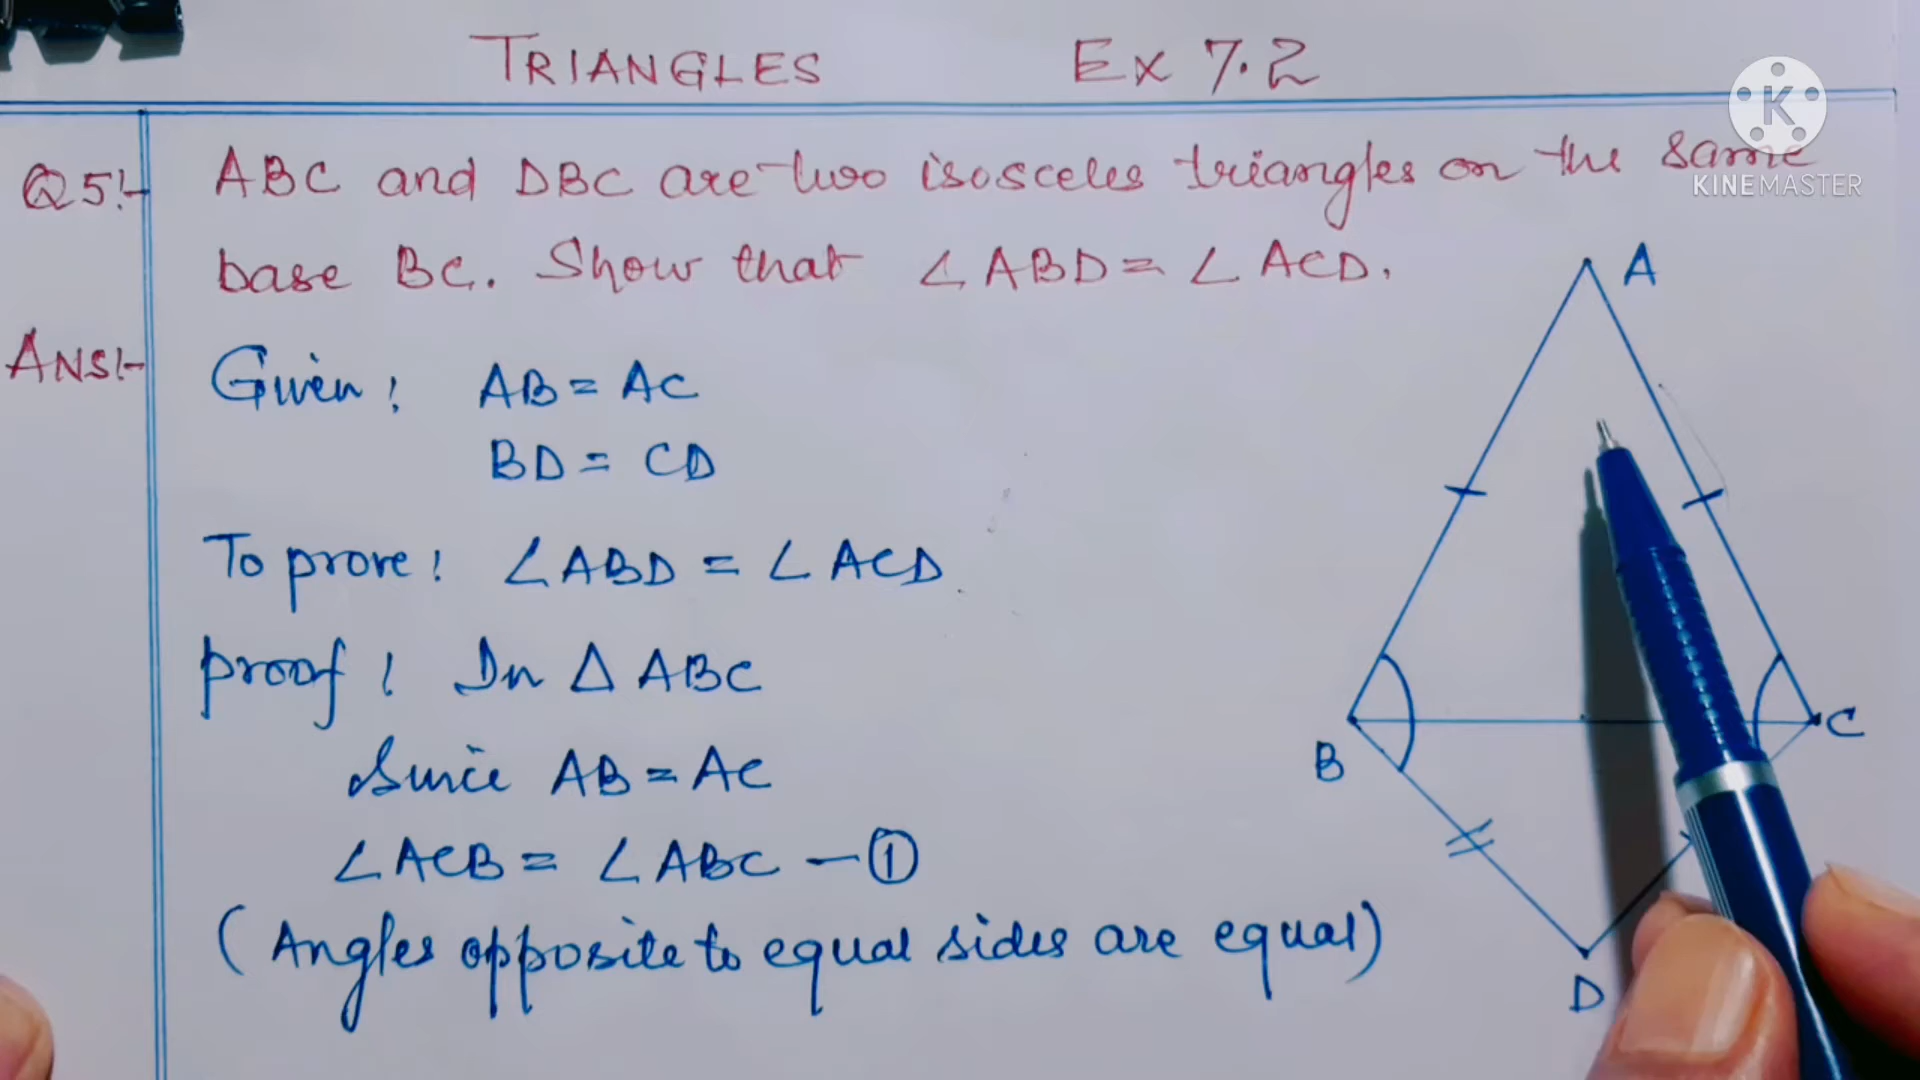 TRIANGLES Ex 7.2
Q5:- ABC and DBC are two isosceles triangles on the same
base BC. Show that ∠ABD = ∠ACD.
ANS:- Given: AB = AC
BD = CD
To prove: ∠ABD = ∠ACD
proof: In △ ABC
Since AB = AC
∠ACB = ∠ABC — ①
(Angles opposite to equal sides are equal)
A
B
C
D
K
KINEMASTER